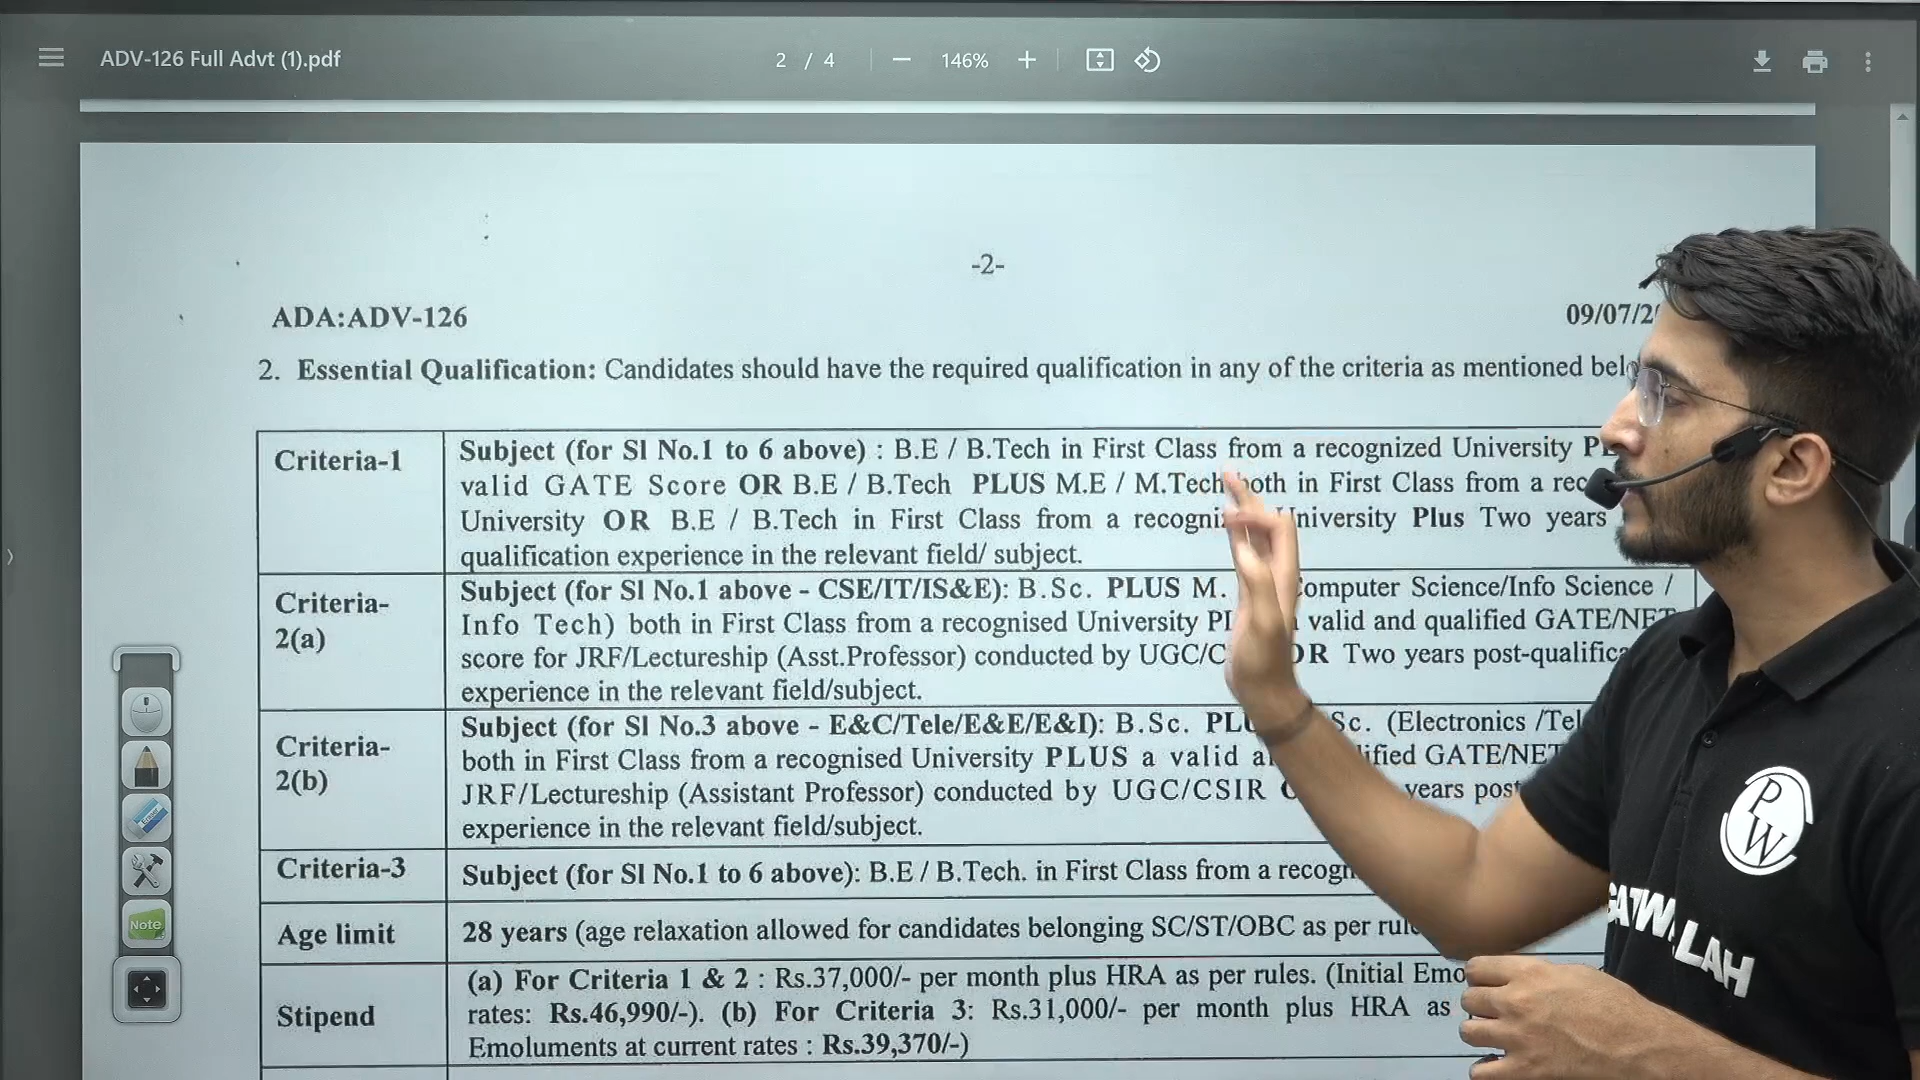 ADV-126 Full Advt (1).pdf
2 / 4
146%
-2-
ADA:ADV-126
09/07/2
2. Essential Qualification: Candidates should have the required qualification in any of the criteria as mentioned
Criteria-1
Subject (for Sl No.1 to 6 above) : B.E / B.Tech in First Class from a recognized University
valid GATE Score OR B.E / B.Tech PLUS M.E / M.Tech both in First Class from a
University OR B.E / B.Tech in First Class from a University Plus Two years
qualification experience in the relevant field/ subject.
Criteria-
2(a)
Subject (for Sl No.1 above - CSE/IT/IS&E): B.Sc. PLUS M. Computer Science/Info Science /
Info Tech) both in First Class from a recognised University valid and qualified GATE/NET
score for JRF/Lectureship (Asst.Professor) conducted by OR Two years
experience in the relevant field/subject.
Criteria-
2(b)
Subject (for Sl No.3 above - E&C/Tele/E&E/E&I): B.Sc. Sc. (Electronics
both in First Class from a recognised University PLUS a valid GATE/NET
JRF/Lectureship (Assistant Professor) conducted by UGC/CSIR years
experience in the relevant field/subject.
Criteria-3
Subject (for Sl No.1 to 6 above): B.E / B.Tech. in First Class from a
Age limit
28 years (age relaxation allowed for candidates belonging SC/ST/OBC as per
Stipend
(a) For Criteria 1 & 2 : Rs.37,000/- per month plus HRA as per rules. (Initial
rates: Rs.46,990/-). (b) For Criteria 3: Rs.31,000/- per month plus HRA as
Emoluments at current rates : Rs.39,370/-)
Eraser
Note
PW